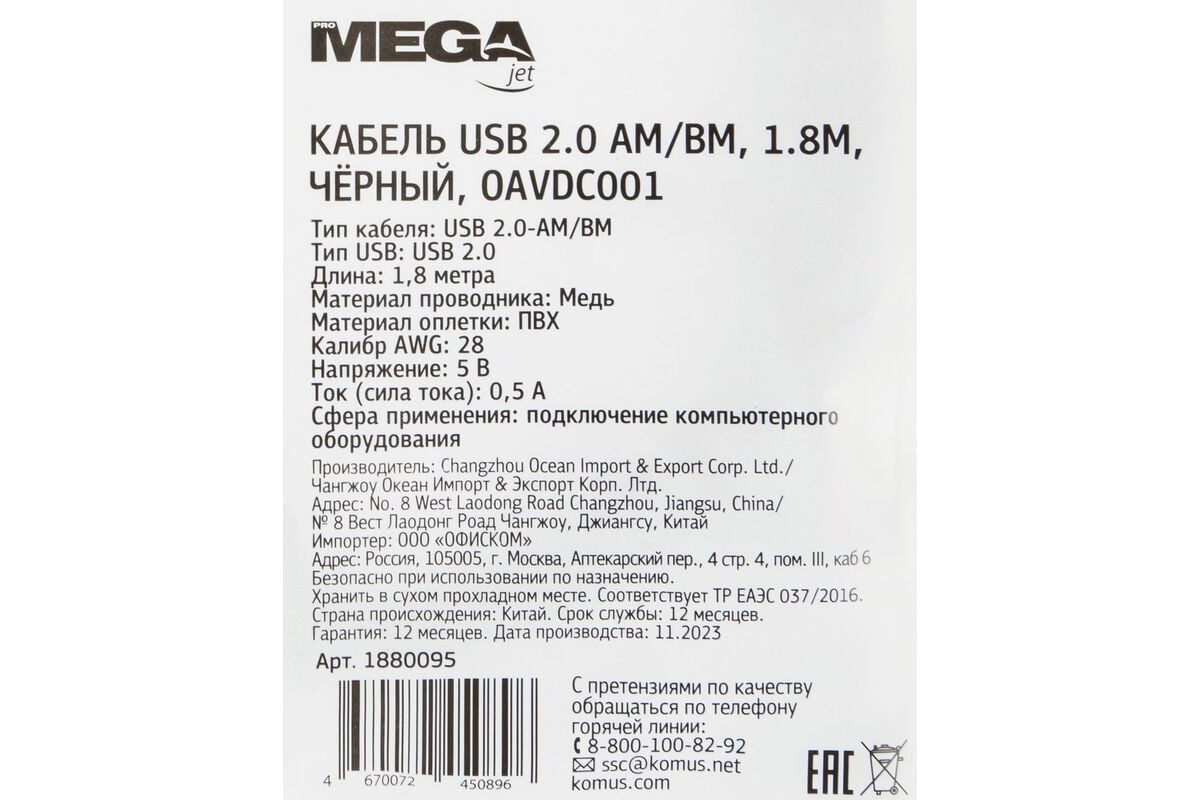 PRO
MEGA
jet
КАБЕЛЬ USB 2.0 AM/BM, 1.8М,
ЧЁРНЫЙ, 0AVDC001
Тип кабеля: USB 2.0-AM/BM
Тип USB: USB 2.0
Длина: 1,8 метра
Материал проводника: Медь
Материал оплетки: ПВХ
Калибр AWG: 28
Напряжение: 5 В
Ток (сила тока): 0,5 А
Сфера применения: подключение компьютерного
оборудования
Производитель: Changzhou Ocean Import & Export Corp. Ltd./
Чангжоу Океан Импорт & Экспорт Корп. Лтд.
Адрес: No. 8 West Laodong Road Changzhou, Jiangsu, China/
№ 8 Вест Лаодонг Роад Чангжоу, Джиангсу, Китай
Импортер: ООО «ОФИСКОМ»
Адрес: Россия, 105005, г. Москва, Аптекарский пер., 4 стр. 4, пом. III, каб 6
Безопасно при использовании по назначению.
Хранить в сухом прохладном месте. Соответствует ТР ЕАЭС 037/2016.
Страна происхождения: Китай. Срок службы: 12 месяцев.
Гарантия: 12 месяцев. Дата производства: 11.2023
Арт. 1880095
4 670072 450896
С претензиями по качеству
обращаться по телефону
горячей линии:
8-800-100-82-92
ssc@komus.net
komus.com
EAC